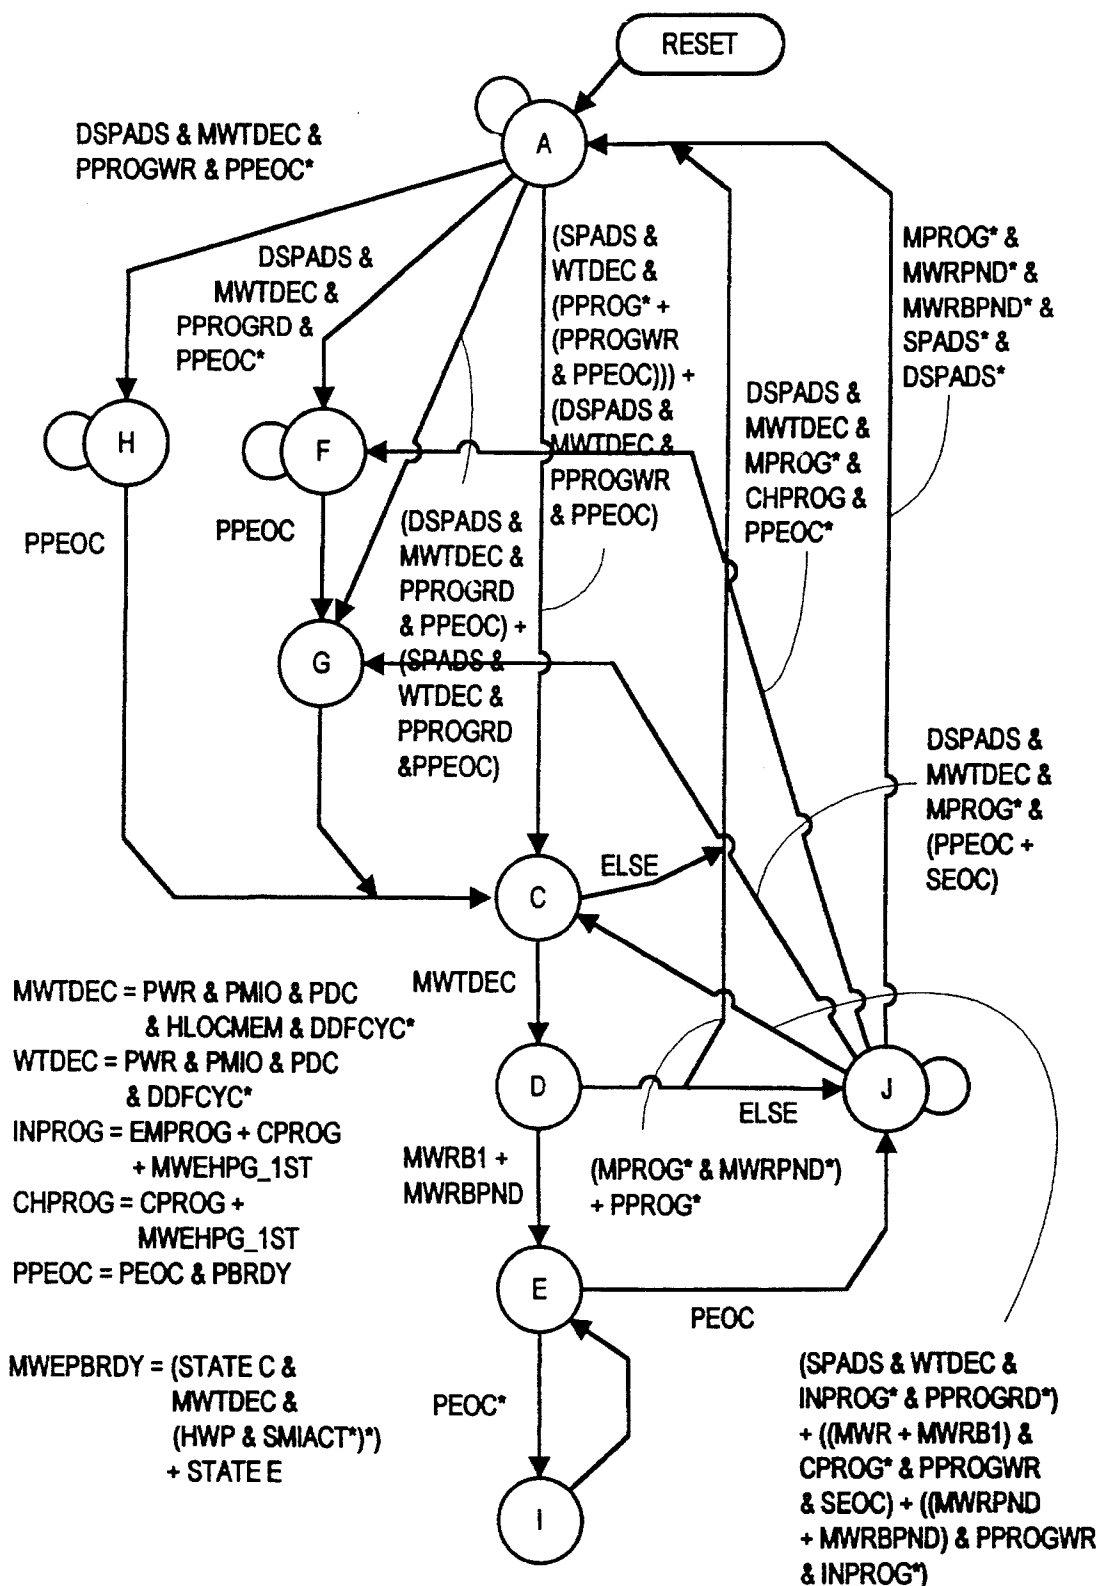 RESET
A
DSPADS & MWTDEC &
PPROGWR & PPEOC*
DSPADS &
MWTDEC &
PPROGRD &
PPEOC*
(SPADS &
WTDEC &
(PPROG* +
(PPROGWR
& PPEOC))) +
(DSPADS &
MWTDEC &
PPROGWR
& PPEOC)
MPROG* &
MWRPND* &
MWRBPND* &
SPADS* &
DSPADS*
DSPADS &
MWTDEC &
MPROG* &
CHPROG &
PPEOC*
H
F
PPEOC
PPEOC
(DSPADS &
MWTDEC &
PPROGRD
& PPEOC) +
(SPADS &
WTDEC &
PPROGRD
&PPEOC)
G
DSPADS &
MWTDEC &
MPROG* &
(PPEOC +
SEOC)
C
ELSE
MWTDEC
MWTDEC = PWR & PMIO & PDC
& HLOCMEM & DDFCYC*
WTDEC = PWR & PMIO & PDC
& DDFCYC*
INPROG = EMPROG + CPROG
+ MWEHPG_1ST
CHPROG = CPROG +
MWEHPG_1ST
PPEOC = PEOC & PBRDY
D
ELSE
J
MWRB1 +
MWRBPND
(MPROG* & MWRPND*)
+ PPROG*
E
PEOC
MWEPBRDY = (STATE C &
MWTDEC &
(HWP & SMIACT*)*)
+ STATE E
PEOC*
I
(SPADS & WTDEC &
INPROG* & PPROGRD*)
+ ((MWR + MWRB1) &
CPROG* & PPROGWR
& SEOC) + ((MWRPND
+ MWRBPND) & PPROGWR
& INPROG*)